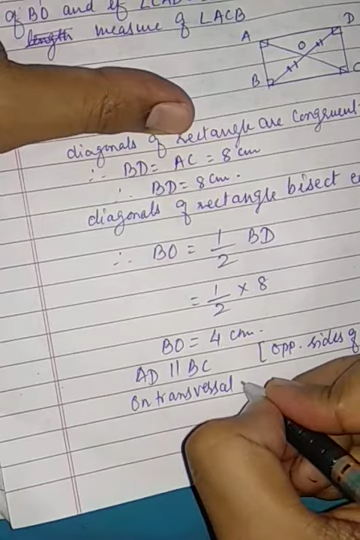 of BO and if ∠CAD
measure of ∠ACB
A
D
O
B
C
diagonals of rectangle are congruent
∴ BD = AC = 8 cm
∴ BD = 8 cm.
diagonals of rectangle bisect
∴ BO = 1/2 BD
= 1/2 × 8
BO = 4 cm.
AD || BC [opp. sides of
On transversal